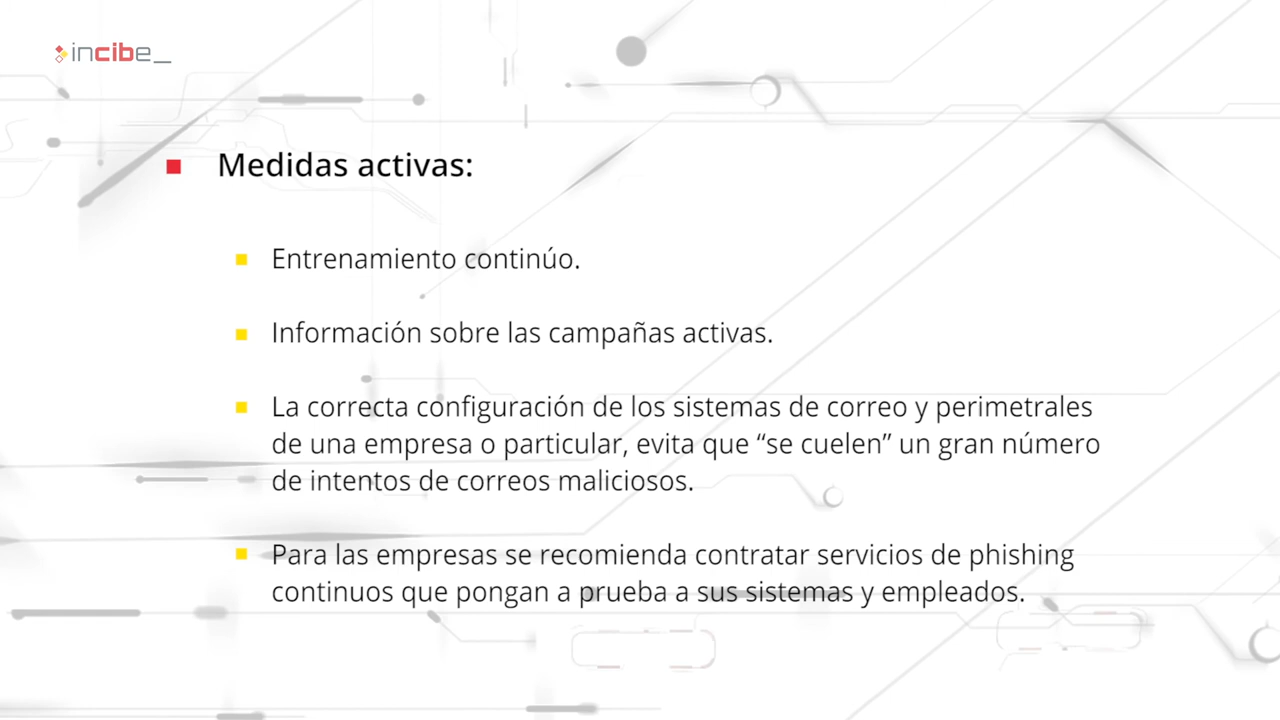 incibe_
Medidas activas:
Entrenamiento continúo.
Información sobre las campañas activas.
La correcta configuración de los sistemas de correo y perimetrales
de una empresa o particular, evita que “se cuelen” un gran número
de intentos de correos maliciosos.
Para las empresas se recomienda contratar servicios de phishing
continuos que pongan a prueba a sus sistemas y empleados.